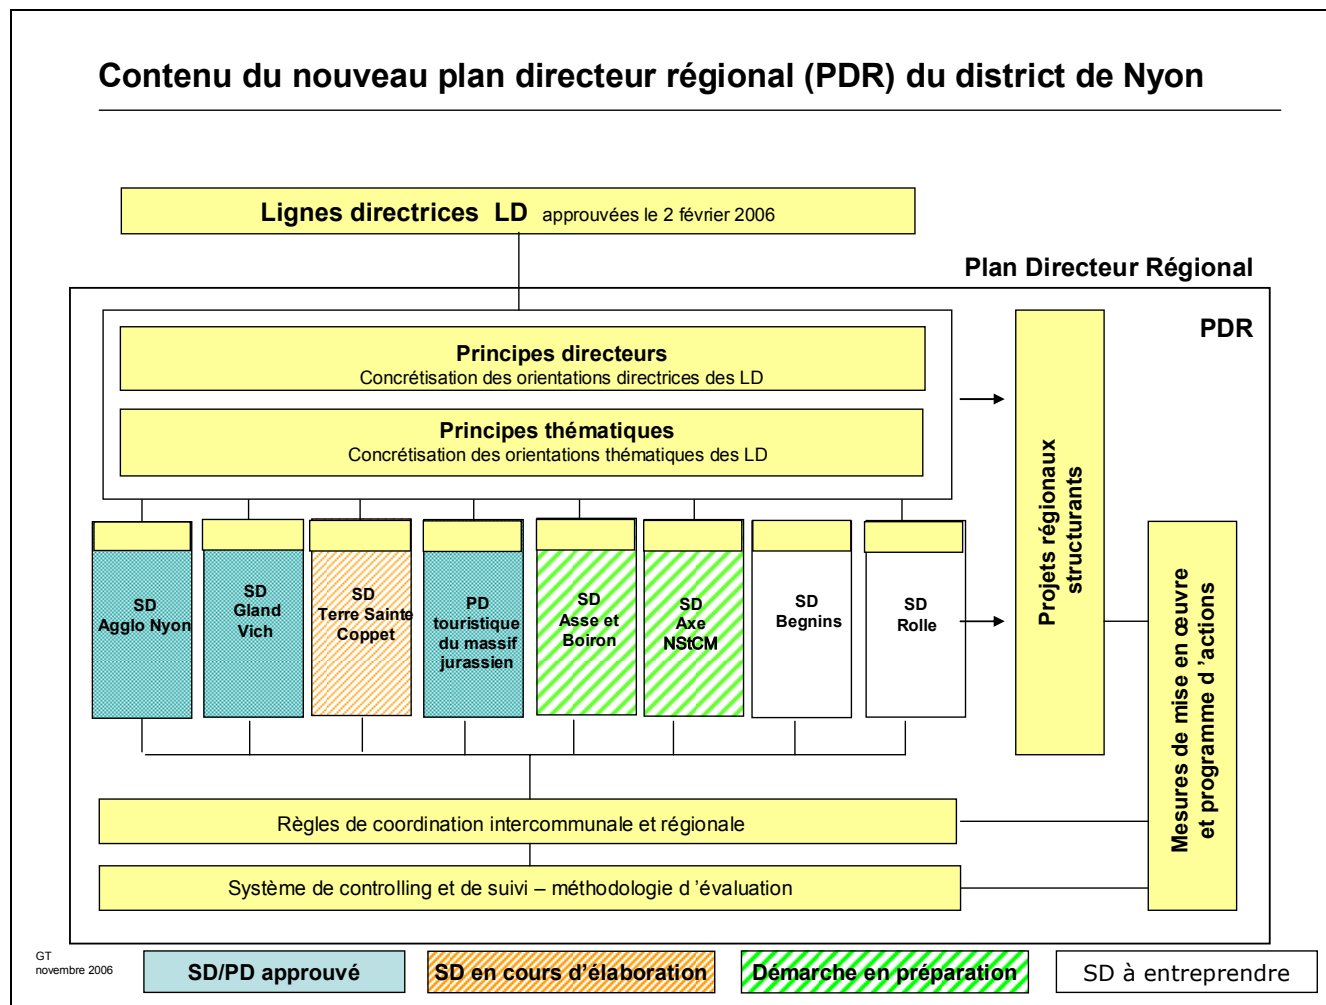 Contenu du nouveau plan directeur régional (PDR) du district de Nyon
Lignes directrices LD approuvées le 2 février 2006
Plan Directeur Régional
PDR
Principes directeurs
Concrétisation des orientations directrices des LD
Principes thématiques
Concrétisation des orientations thématiques des LD
SD
Agglo Nyon
SD
Gland
Vich
SD
Terre Sainte
Coppet
PD
touristique
du massif
jurassien
SD
Asse et
Boiron
SD
Axe
NStCM
SD
Begnins
SD
Rolle
Projets régionaux
structurants
Mesures de mise en œuvre
et programme d ’actions
Règles de coordination intercommunale et régionale
Système de controlling et de suivi – méthodologie d ’évaluation
GT
novembre 2006
SD/PD approuvé
SD en cours d’élaboration
Démarche en préparation
SD à entreprendre